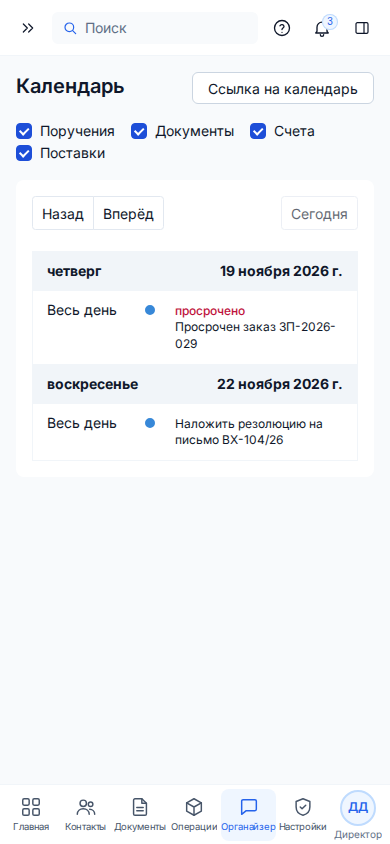 Поиск
3
Календарь
Ссылка на календарь
Поручения Документы Счета
Поставки
Назад Вперёд Сегодня
четверг 19 ноября 2026 г.
Весь день просрочено
Просрочен заказ ЗП-2026-
029
воскресенье 22 ноября 2026 г.
Весь день Наложить резолюцию на
письмо ВХ-104/26
ДД
Главная Контакты Документы Операции Органайзер Настройки
Директор